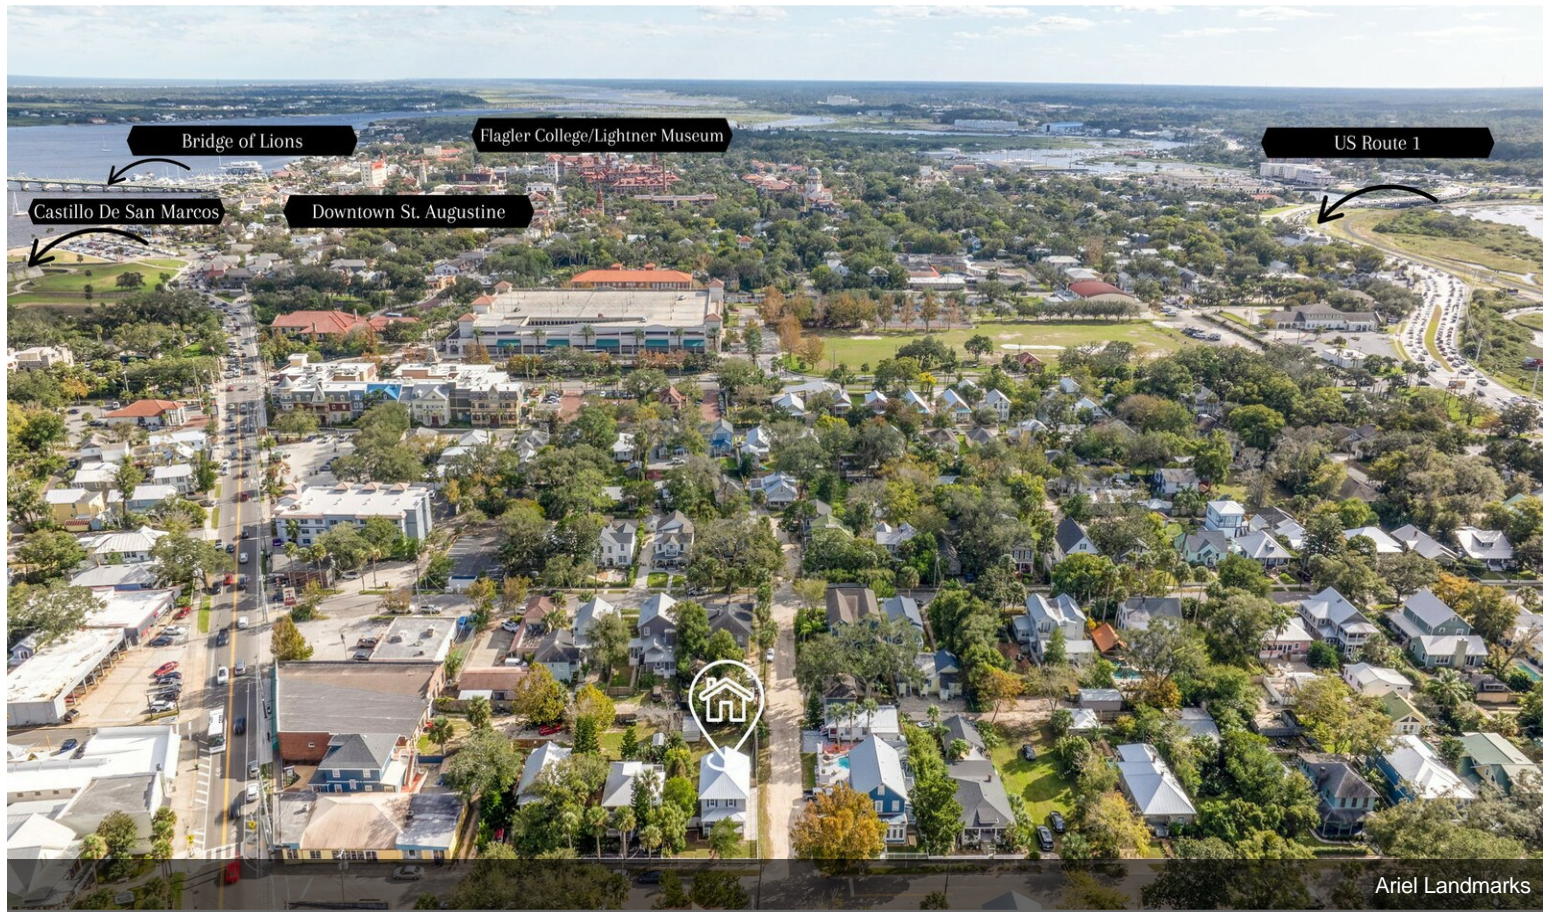 Bridge of Lions
Flagler College/Lightner Museum
US Route 1
Castillo De San Marcos
Downtown St. Augustine
Ariel Landmarks